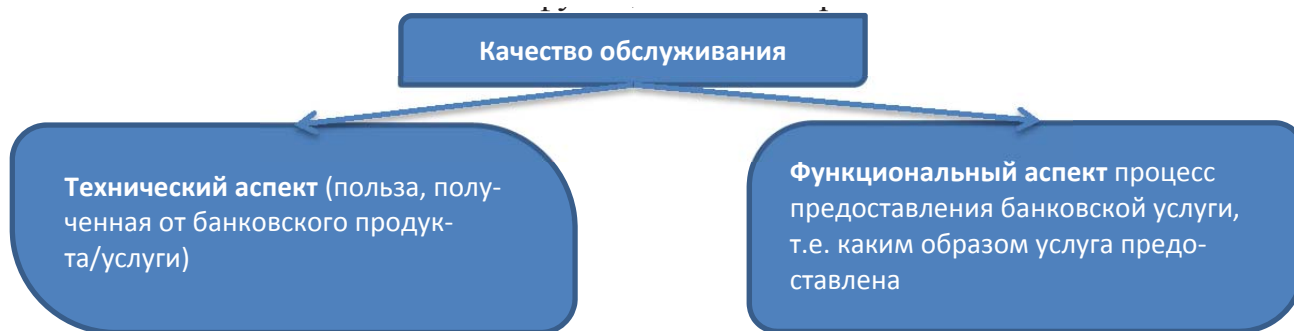 Качество обслуживания
Технический аспект (польза, полу-
ченная от банковского продук-
та/услуги)
Функциональный аспект процесс
предоставления банковской услуги,
т.е. каким образом услуга предо-
ставлена